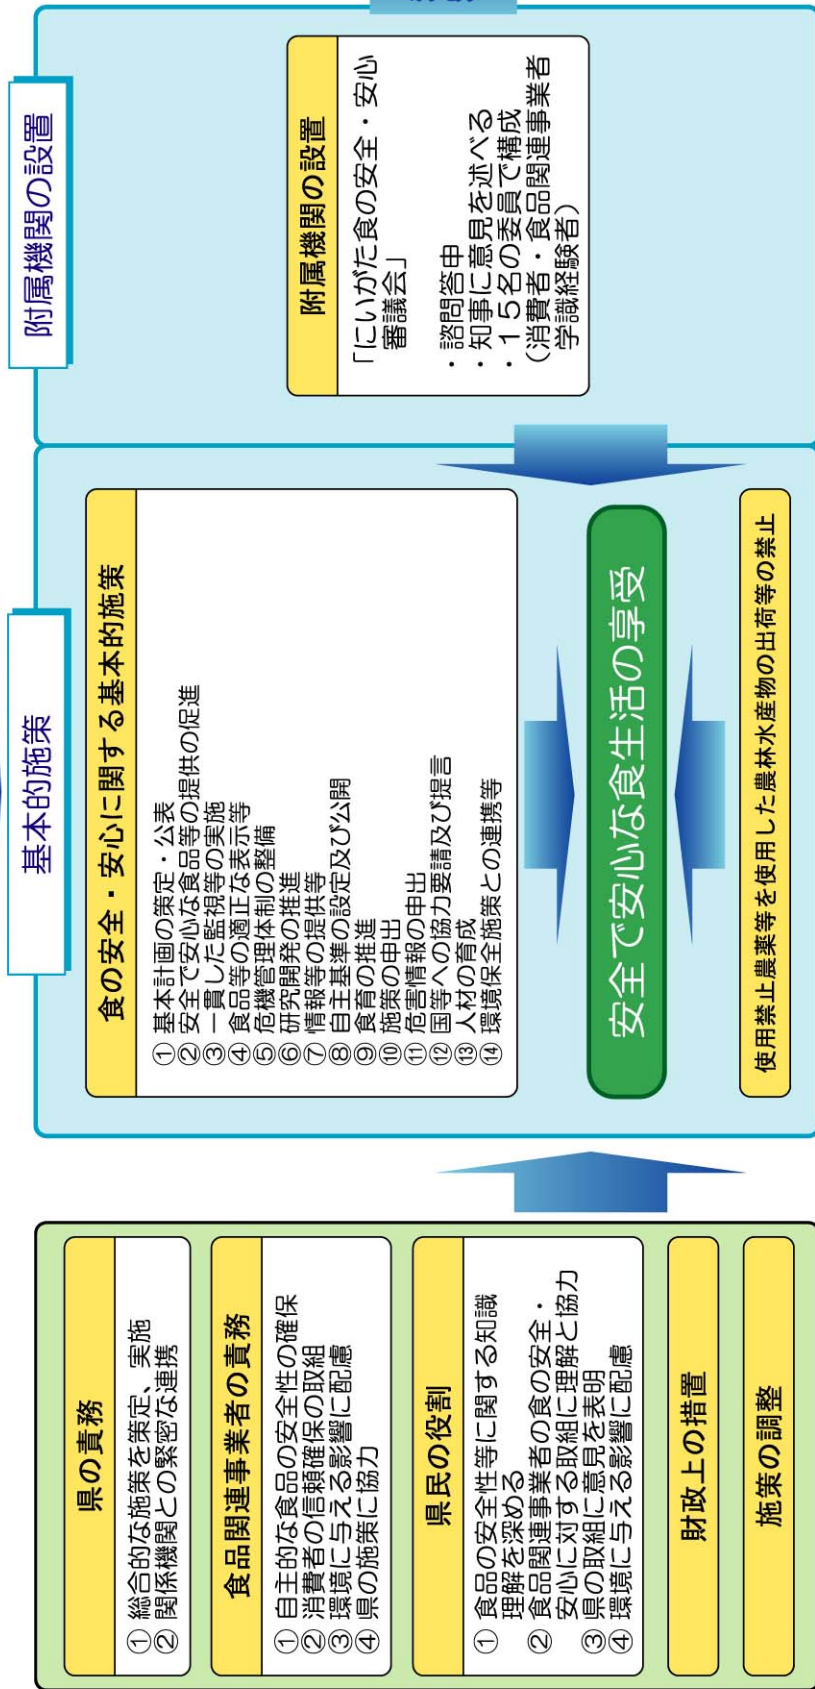 県の責務
① 総合的な施策を策定、実施
② 関係機関との緊密な連携
食品関連事業者の責務
① 自主的な食品の安全性の確保
② 消費者の信頼確保の取組
③ 環境に与える影響に配慮
④ 県の施策に協力
県民の役割
① 食品の安全性等に関する知識
理解を深める
② 食品関連事業者の食の安全・
安心に対する取組に理解と協力
③ 県の取組に意見を表明
④ 環境に与える影響に配慮
財政上の措置
施策の調整
基本的施策
食の安全・安心に関する基本的施策
① 基本計画の策定・公表
② 安全で安心な食品等の提供の促進
③ 一貫した監視等の実施
④ 食品等の適正な表示等
⑤ 危機管理体制の整備
⑥ 研究開発の推進
⑦ 情報等の提供等
⑧ 自主基準の設定及び公開
⑨ 食育の推進
⑩ 施策の申出
⑪ 危害情報の申出
⑫ 国等への協力要請及び提言
⑬ 人材の育成
⑭ 環境保全施策との連携等
安全で安心な食生活の享受
使用禁止農薬等を使用した農林水産物の出荷等の禁止
附属機関の設置
附属機関の設置
「にいがた食の安全・安心
審議会」
・諮問答申
・知事に意見を述べる
・１５名の委員で構成
（消費者・食品関連事業者
学識経験者）